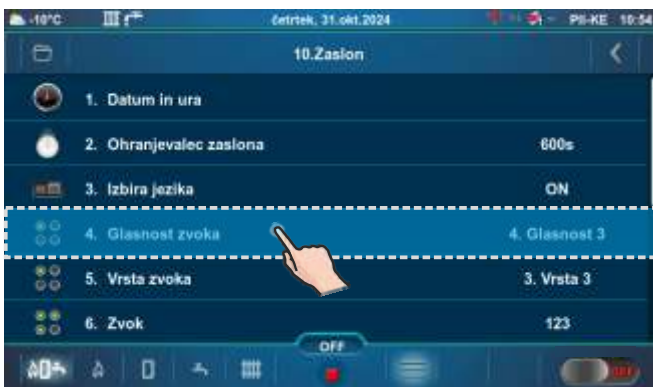 -10°C četrtek, 31.okt.2024 PII-KE 10:54
10.Zaslon
1. Datum in ura
2. Ohranjevalec zaslona 600s
3. Izbira jezika ON
4. Glasnost zvoka 4. Glasnost 3
5. Vrsta zvoka 3. Vrsta 3
6. Zvok 123
OFF
OFF